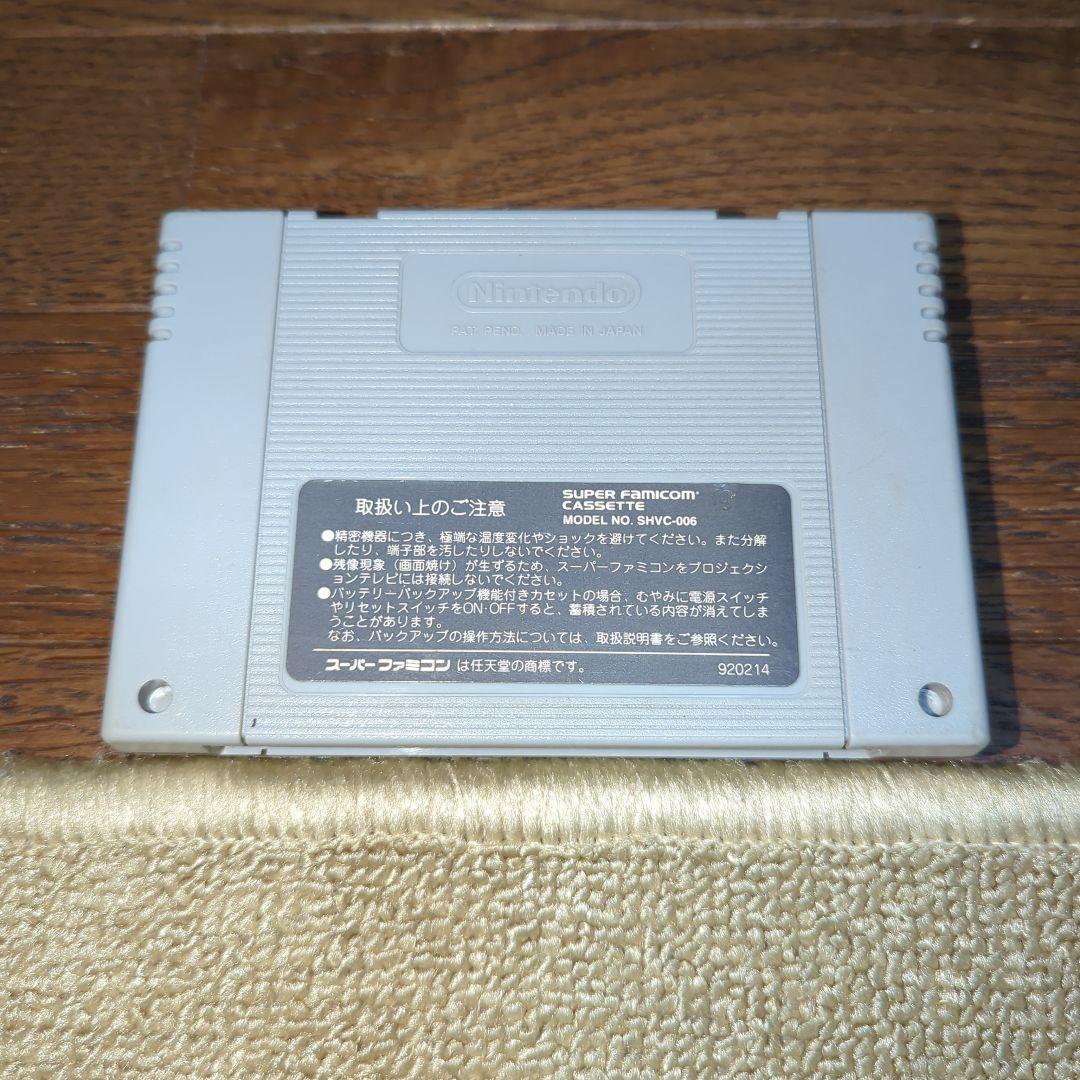 Nintendo
PAT. PEND. MADE IN JAPAN
取扱い上のご注意
SUPER FAMICOM
CASSETTE
MODEL NO. SHVC-006
●精密機器につき、極端な温度変化やショックを避けてください。また分解
したり、端子部を汚したりしないでください。
●残像現象（画面焼け）が生ずるため、スーパーファミコンをプロジェクシ
ョンテレビには接続しないでください。
●バッテリーバックアップ機能付きカセットの場合、むやみに電源スイッチ
やリセットスイッチをON･OFFすると、蓄積されている内容が消えてしま
うことがあります。
なお、バックアップの操作方法については、取扱説明書をご参照ください。
スーパーファミコン は任天堂の商標です。
920214